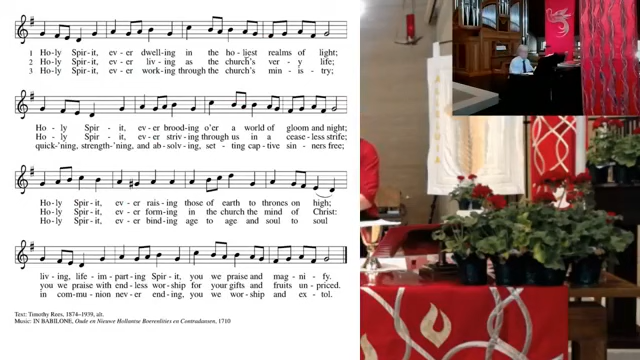 1 Ho - ly Spir - it, ev - er dwell - ing in the ho - liest realms of light;
2 Ho - ly Spir - it, ev - er liv - ing as the church's ver - y life;
3 Ho - ly Spir - it, ev - er work - ing through the church's min - is - try;
Ho - ly Spir - it, ev - er brood - ing o'er a world of gloom and night;
Ho - ly Spir - it, ev - er striv - ing through us in a cease - less strife;
quick - 'ning, strength - 'ning, and ab - solv - ing, set - ting cap - tive sin - ners free;
Ho - ly Spir - it, ev - er rais - ing those of earth to thrones on high;
Ho - ly Spir - it, ev - er form - ing in the church the mind of Christ:
Ho - ly Spir - it, ev - er bind - ing age to age and soul to soul
liv - ing, life - im - part - ing Spir - it, you we praise and mag - ni - fy.
you we praise with end - less wor - ship for your gifts and fruits un - priced.
in com - mu - nion nev - er end - ing, you we wor - ship and ex - tol.
Text: Timothy Rees, 1874–1939, alt.
Music: IN BABILONE, Oude en Nieuwe Hollantse Boerenlities en Contradansen, 1710